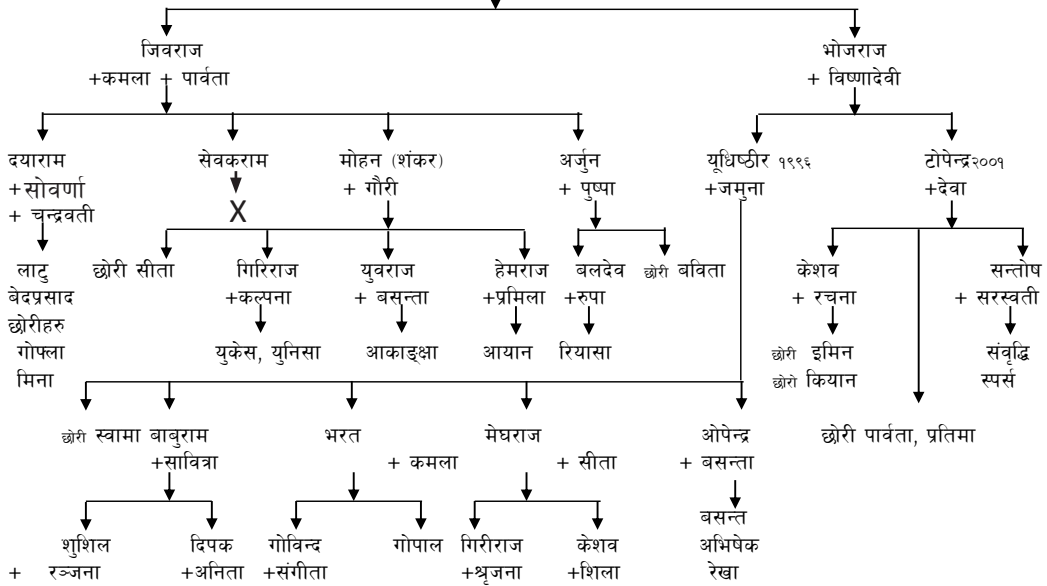 जिवराज भोजराज
+कमला + पार्वता + विष्णादेवी
दयाराम सेवकराम मोहन (शंकर) अर्जुन यूधिष्ठीर १९९६ टोपेन्द्र२००१
+सोवर्णा + गौरी + पुष्पा +जमुना +देवा
+ चन्द्रवती X
लाटु छोरी सीता गिरिराज युवराज हेमराज बलदेव छोरी बविता केशव सन्तोष
बेदप्रसाद +कल्पना + बसन्ता +प्रमिला +रुपा + रचना + सरस्वती
छोरीहरु
गोफ्ला युकेस, युनिसा आकाङ्क्षा आयान रियासा छोरी इमिन संवृद्धि
मिना छोरो कियान स्पर्स
छोरी स्वामा बाबुराम भरत मेघराज ओपेन्द्र छोरी पार्वता, प्रतिमा
+सावित्रा + कमला + सीता + बसन्ता
बसन्त
शुशिल दिपक गोविन्द गोपाल गिरीराज केशव अभिषेक
+ रञ्जना +अनिता +संगीता +श्रृजना +शिला रेखा